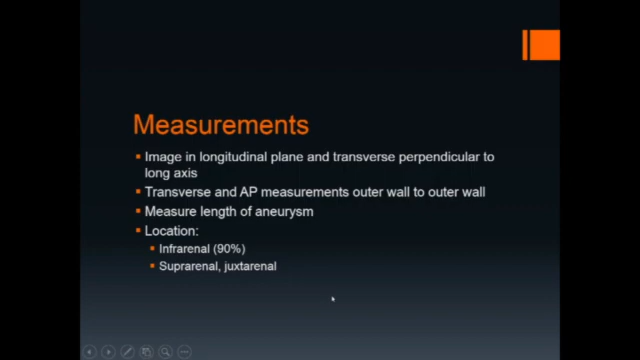 Measurements
▪ Image in longitudinal plane and transverse perpendicular to
long axis
▪ Transverse and AP measurements outer wall to outer wall
▪ Measure length of aneurysm
▪ Location:
▪ Infrarenal (90%)
▪ Suprarenal, juxtarenal